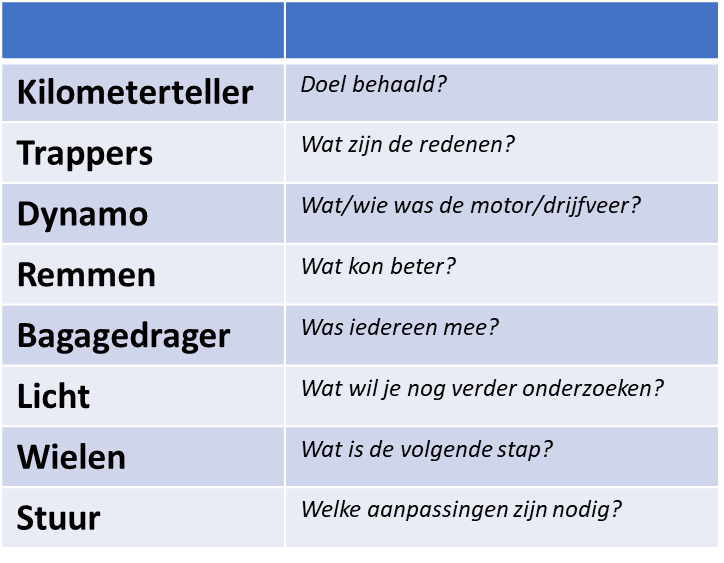 Kilometerteller
Doel behaald?
Trappers
Wat zijn de redenen?
Dynamo
Wat/wie was de motor/drijfveer?
Remmen
Wat kon beter?
Bagagedrager
Was iedereen mee?
Licht
Wat wil je nog verder onderzoeken?
Wielen
Wat is de volgende stap?
Stuur
Welke aanpassingen zijn nodig?